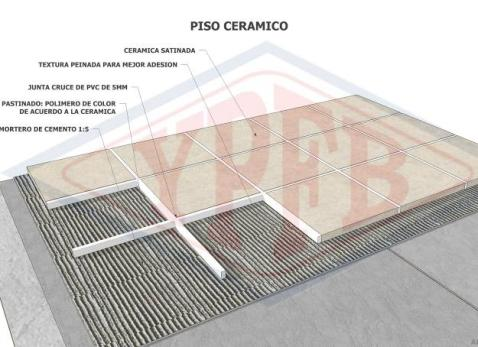 PISO CERAMICO
CERAMICA SATINADA
TEXTURA PEINADA PARA MEJOR ADESION
JUNTA CRUCE DE PVC DE 5MM
PASTINADO: POLIMERO DE COLOR
DE ACUERDO A LA CERAMICA
MORTERO DE CEMENTO 1:5
YPFB